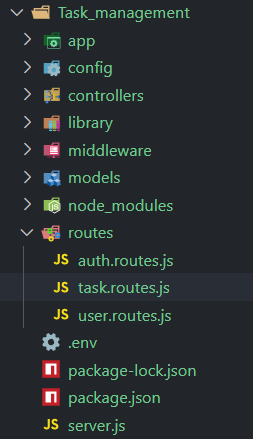 Task_management
app
config
controllers
library
middleware
models
node_modules
routes
JS auth.routes.js
JS task.routes.js
JS user.routes.js
.env
package-lock.json
package.json
JS server.js